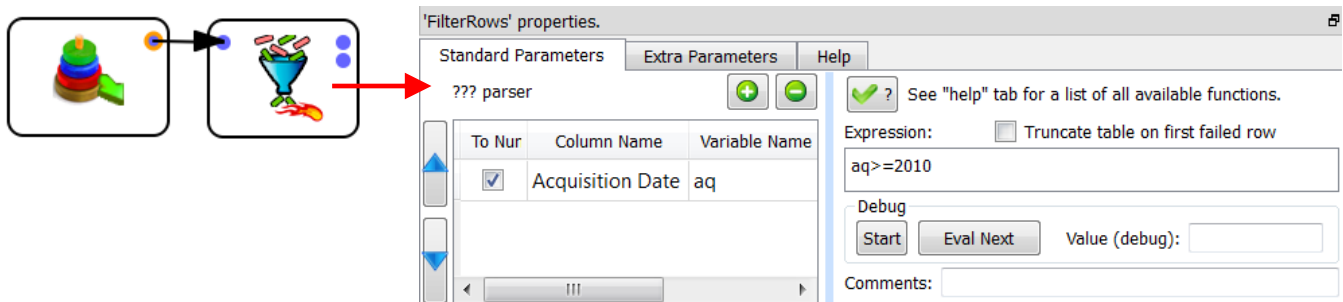 'FilterRows' properties.
Standard Parameters Extra Parameters Help
??? parser
To Nur Column Name Variable Name
Acquisition Date aq
? See "help" tab for a list of all available functions.
Expression: Truncate table on first failed row
aq>=2010
Debug
Start Eval Next Value (debug):
Comments: